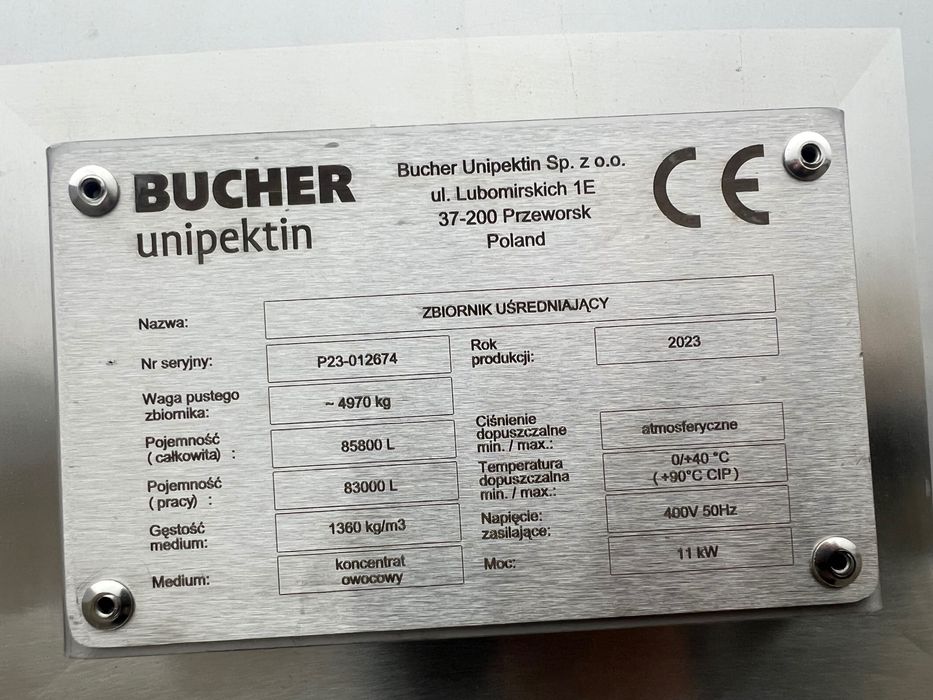 BUCHER
unipektin
Bucher Unipektin Sp. z o.o.
ul. Lubomirskich 1E
37-200 Przeworsk
Poland
CE
Nazwa: ZBIORNIK UŚREDNIAJĄCY
Nr seryjny: P23-012674
Rok
produkcji: 2023
Waga pustego
zbiornika: ~ 4970 kg
Pojemność
(całkowita) : 85800 L
Ciśnienie
dopuszczalne
min. / max.: atmosferyczne
Pojemność
(pracy) : 83000 L
Temperatura
dopuszczalna
min. / max.: 0/+40 °C
(+90°C CIP)
Gęstość
medium: 1360 kg/m3
Napięcie:
zasilające: 400V 50Hz
Medium: koncentrat
owocowy
Moc: 11 kW